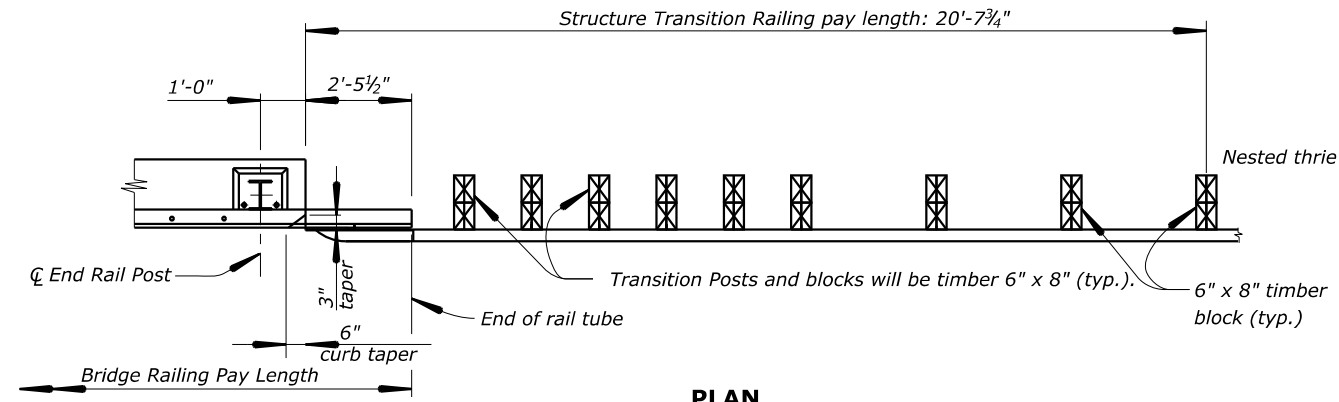 Structure Transition Railing pay length: 20'-7¾"
1'-0"
2'-5½"
Nested thrie
℄ End Rail Post
3"
taper
Transition Posts and blocks will be timber 6" x 8" (typ.).
6" x 8" timber
block (typ.)
End of rail tube
6"
curb taper
Bridge Railing Pay Length
PLAN